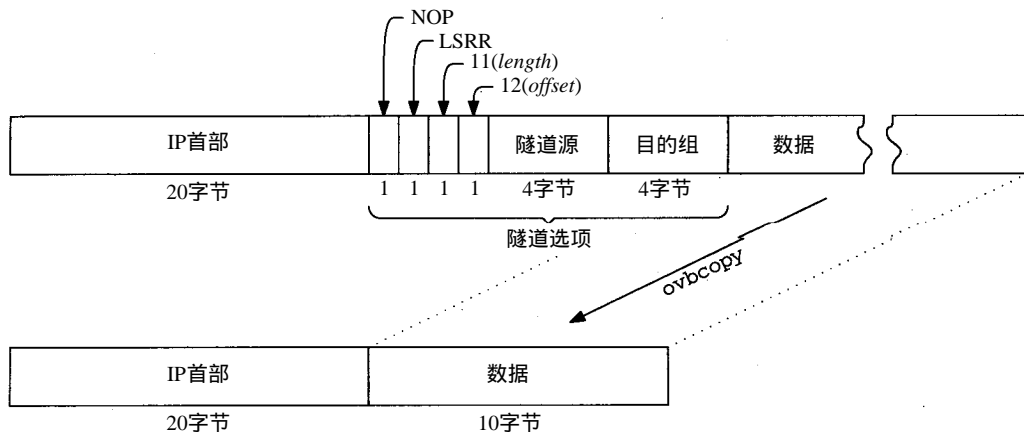 NOP
LSRR
11(length)
12(offset)
IP首部
隧道源
目的组
数据
20字节
1
1
1
1
4字节
4字节
隧道选项
ovbcopy
IP首部
数据
20字节
10字节